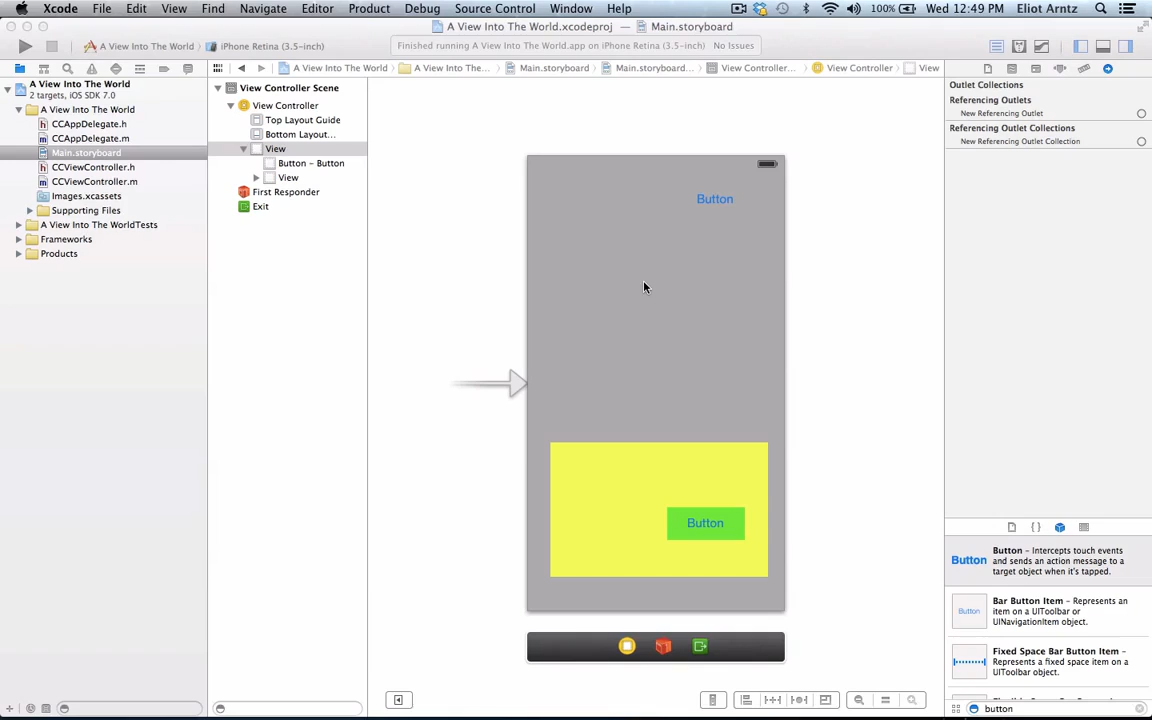 Xcode File Edit View Find Navigate Editor Product Debug Source Control Window Help 100% Wed 12:49 PM Eliot Arntz
A View Into The World.xcodeproj — Main.storyboard
A View Into The World iPhone Retina (3.5-inch) Finished running A View Into The World.app on iPhone Retina (3.5-inch) No Issues
A View Into The World A View Into The... Main.storyboard Main.storyboard... View Controller... View Controller View
A View Into The World
2 targets, iOS SDK 7.0
A View Into The World
CCAppDelegate.h
CCAppDelegate.m
Main.storyboard
CCViewController.h
CCViewController.m
Images.xcassets
Supporting Files
A View Into The WorldTests
Frameworks
Products
View Controller Scene
View Controller
Top Layout Guide
Bottom Layout...
View
Button – Button
View
First Responder
Exit
Button
Button
Outlet Collections
Referencing Outlets
New Referencing Outlet
Referencing Outlet Collections
New Referencing Outlet Collection
Button
Button – Intercepts touch events
and sends an action message to a
target object when it's tapped.
Button
Bar Button Item – Represents an
item on a UIToolbar or
UINavigationItem object.
Fixed Space Bar Button Item –
Represents a fixed space item on a
UIToolbar object.
button